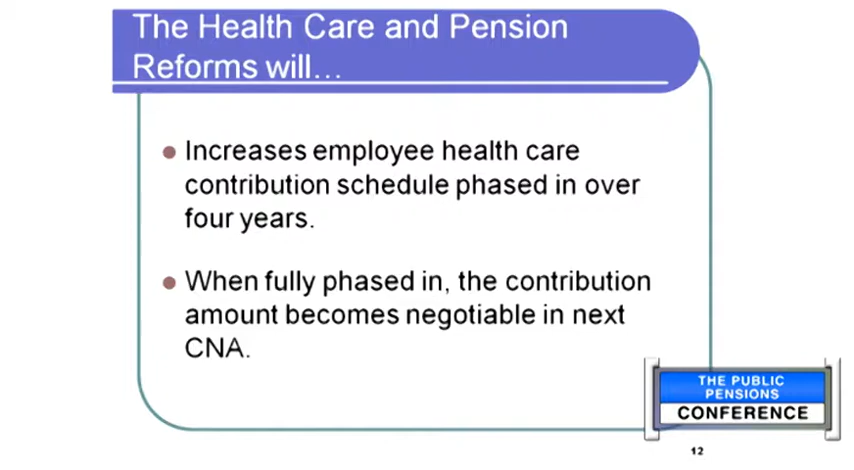 The Health Care and Pension
Reforms will…
Increases employee health care
contribution schedule phased in over
four years.
When fully phased in, the contribution
amount becomes negotiable in next
CNA.
THE PUBLIC
PENSIONS
CONFERENCE
12